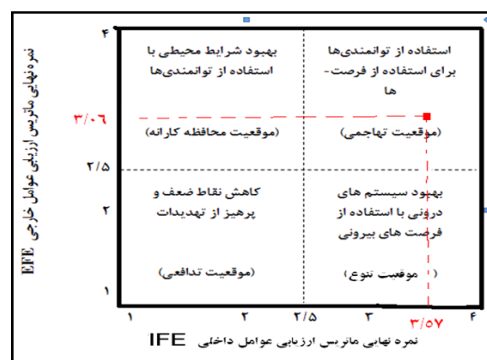 ۴
استفاده از توانمندی‌ها
برای استفاده از فرصت-
ها
(موقعیت تهاجمی)
بهبود شرایط محیطی با
استفاده از توانمندی‌ها
(موقعیت محافظه کارانه)
۳/۰۶
۲/۵
بهبود سیستم های
درونی با استفاده از
فرصت های بیرونی
(موقعیت تنوع)
کاهش نقاط ضعف و
پرهیز از تهدیدات
(موقعیت تدافعی)
۲
۱
نمره نهایی ماتریس ارزیابی عوامل خارجی EFE
۱ ۲ ۲/۵ ۳ ۳/۵۷ ۴
نمره نهایی ماتریس ارزیابی عوامل داخلی IFE